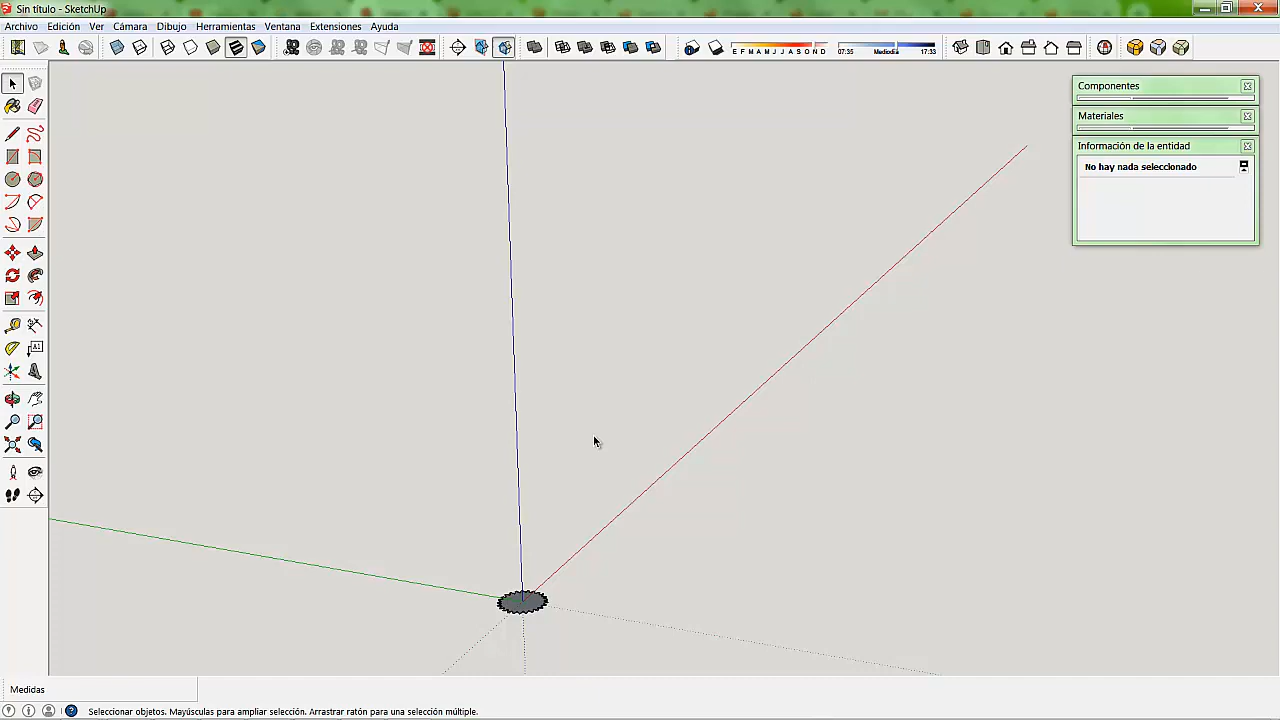 Sin título - SketchUp
Archivo Edición Ver Cámara Dibujo Herramientas Ventana Extensiones Ayuda
E F M A M J J A S O N D
07:35 Mediodía 17:33
Componentes
Materiales
Información de la entidad
No hay nada seleccionado
A1
Medidas
Seleccionar objetos. Mayúsculas para ampliar selección. Arrastrar ratón para una selección múltiple.